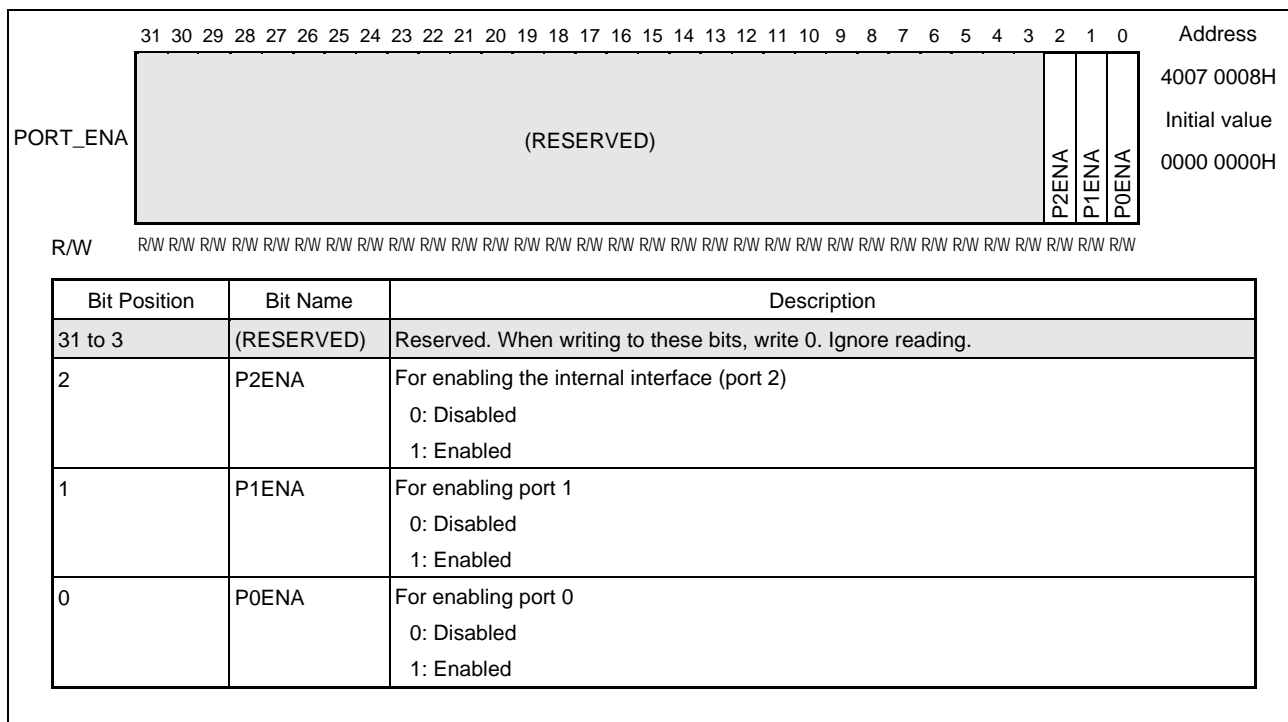 31 30 29 28 27 26 25 24 23 22 21 20 19 18 17 16 15 14 13 12 11 10 9 8 7 6 5 4 3 2 1 0 Address
4007 0008H
Initial value
0000 0000H
PORT_ENA (RESERVED) P2ENA P1ENA P0ENA
R/W R/W R/W R/W R/W R/W R/W R/W R/W R/W R/W R/W R/W R/W R/W R/W R/W R/W R/W R/W R/W R/W R/W R/W R/W R/W R/W R/W R/W R/W R/W R/W R/W
Bit Position Bit Name Description
31 to 3 (RESERVED) Reserved. When writing to these bits, write 0. Ignore reading.
2 P2ENA For enabling the internal interface (port 2)
0: Disabled
1: Enabled
1 P1ENA For enabling port 1
0: Disabled
1: Enabled
0 P0ENA For enabling port 0
0: Disabled
1: Enabled